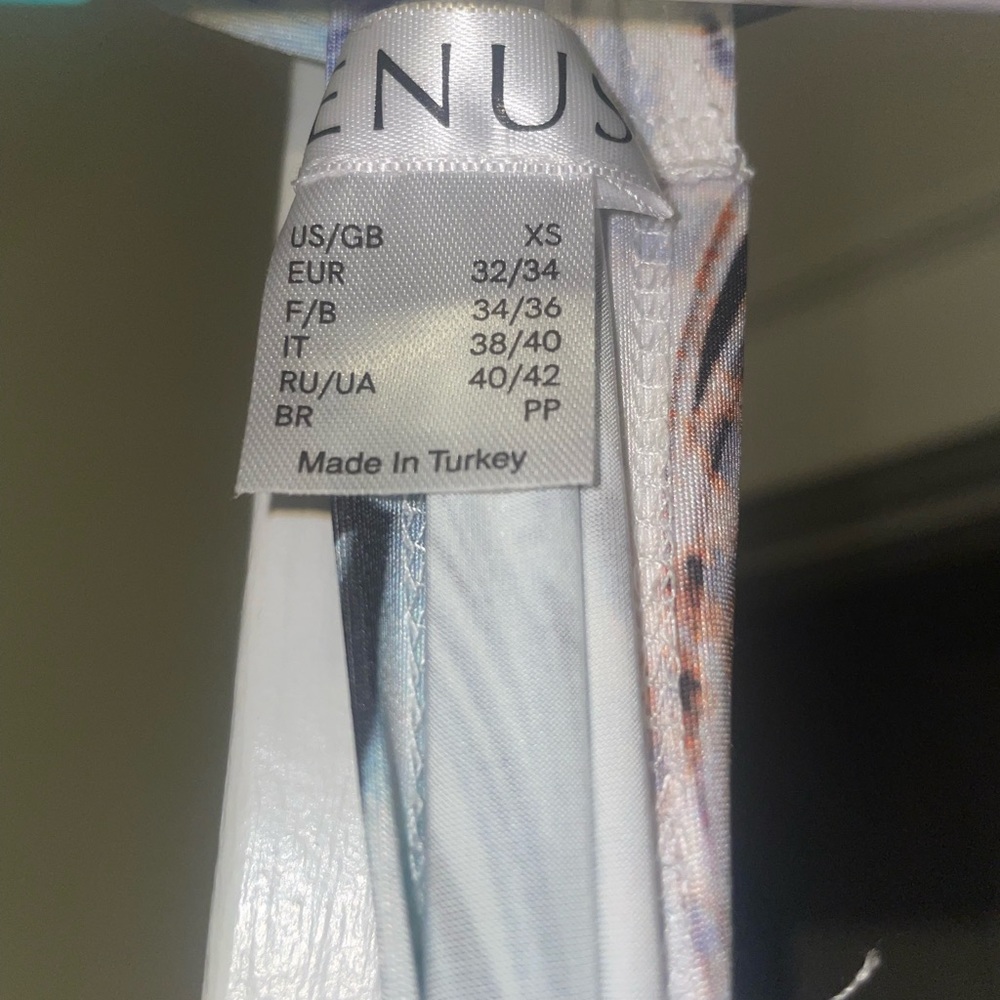 ENUS
US/GB XS
EUR 32/34
F/B 34/36
IT 38/40
RU/UA 40/42
BR PP
Made In Turkey